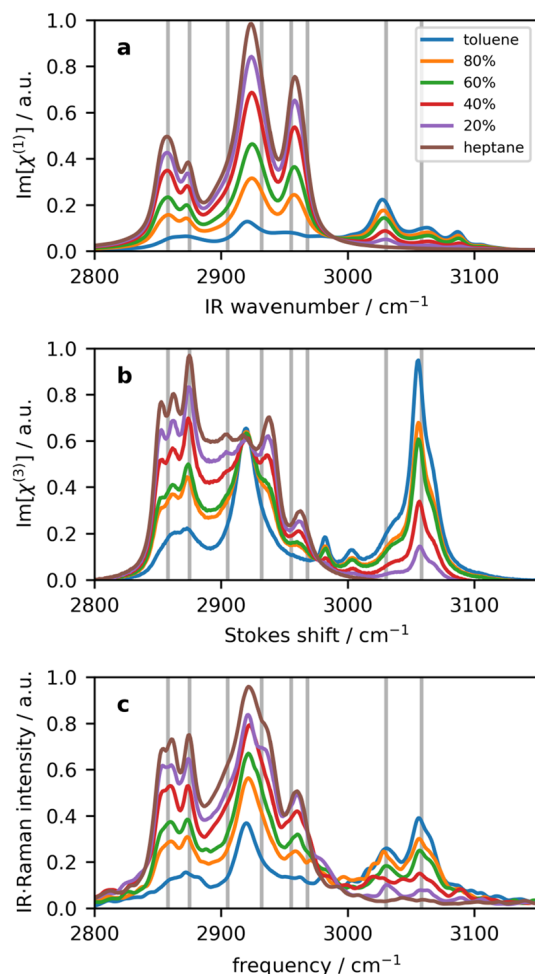 a
1.0
0.8
0.6
0.4
0.2
0.0
Im[χ⁽¹⁾] / a.u.
toluene
80%
60%
40%
20%
heptane
2800 2900 3000 3100
IR wavenumber / cm⁻¹
b
1.0
0.8
0.6
0.4
0.2
0.0
Im[χ⁽³⁾] / a.u.
2800 2900 3000 3100
Stokes shift / cm⁻¹
c
1.0
0.8
0.6
0.4
0.2
0.0
IR·Raman intensity / a.u.
2800 2900 3000 3100
frequency / cm⁻¹